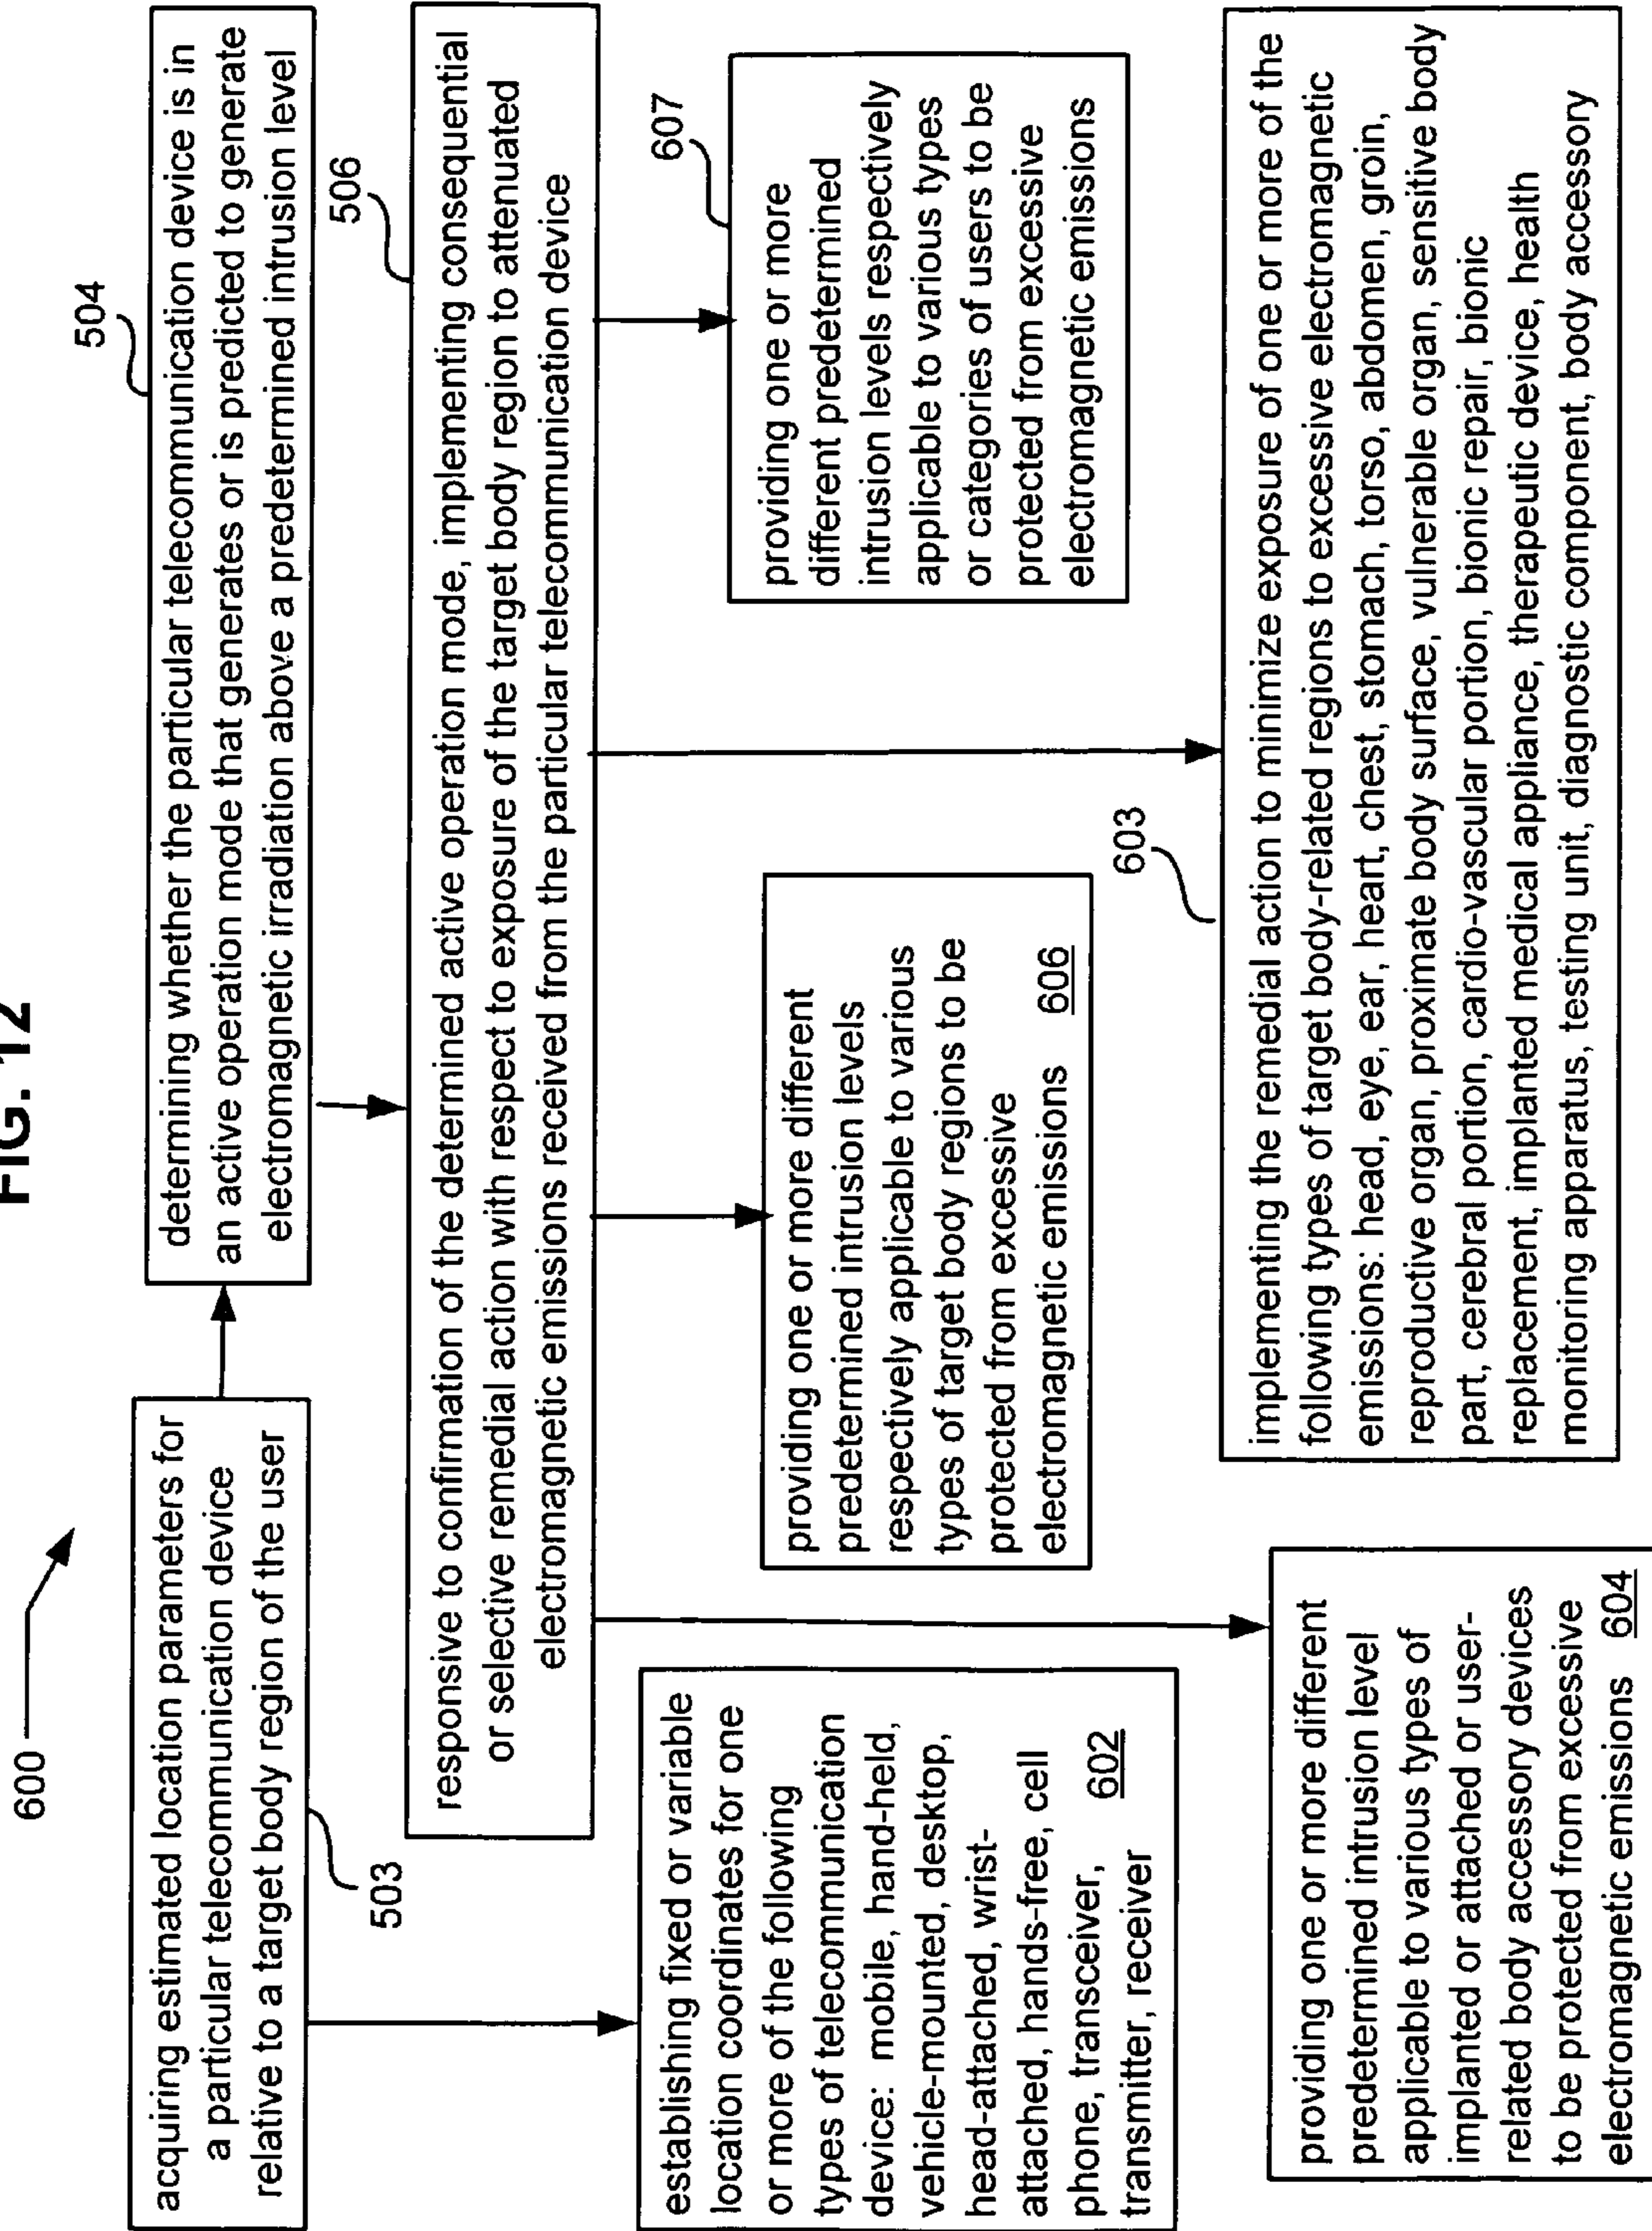 FIG. 12
600
acquiring estimated location parameters for
a particular telecommunication device
relative to a target body region of the user
503
504
determining whether the particular telecommunication device is in
an active operation mode that generates or is predicted to generate
electromagnetic irradiation above a predetermined intrusion level
506
responsive to confirmation of the determined active operation mode, implementing consequential
or selective remedial action with respect to exposure of the target body region to attenuated
electromagnetic emissions received from the particular telecommunication device
establishing fixed or variable
location coordinates for one
or more of the following
types of telecommunication
device: mobile, hand-held,
vehicle-mounted, desktop,
head-attached, wrist-
attached, hands-free, cell
phone, transceiver,
transmitter, receiver
602
providing one or more different
predetermined intrusion levels
respectively applicable to various
types of target body regions to be
protected from excessive
electromagnetic emissions 606
607
providing one or more
different predetermined
intrusion levels respectively
applicable to various types
or categories of users to be
protected from excessive
electromagnetic emissions
providing one or more different
predetermined intrusion level
applicable to various types of
implanted or attached or user-
related body accessory devices
to be protected from excessive
electromagnetic emissions 604
603
implementing the remedial action to minimize exposure of one or more of the
following types of target body-related regions to excessive electromagnetic
emissions: head, eye, ear, heart, chest, stomach, torso, abdomen, groin,
reproductive organ, proximate body surface, vulnerable organ, sensitive body
part, cerebral portion, cardio-vascular portion, bionic repair, bionic
replacement, implanted medical appliance, therapeutic device, health
monitoring apparatus, testing unit, diagnostic component, body accessory